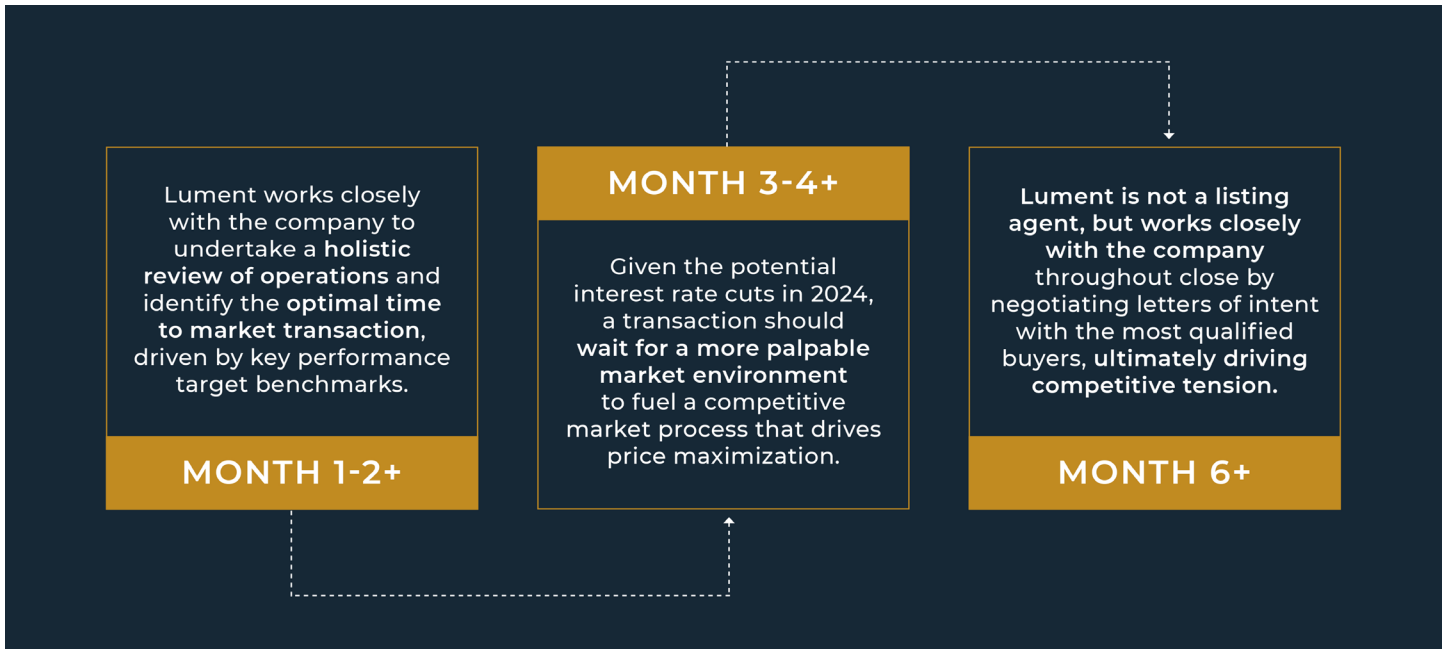 Lument works closely
with the company to
undertake a holistic
review of operations and
identify the optimal time
to market transaction,
driven by key performance
target benchmarks.
MONTH 1-2+
MONTH 3-4+
Given the potential
interest rate cuts in 2024,
a transaction should
wait for a more palpable
market environment
to fuel a competitive
market process that drives
price maximization.
Lument is not a listing
agent, but works closely
with the company
throughout close by
negotiating letters of intent
with the most qualified
buyers, ultimately driving
competitive tension.
MONTH 6+